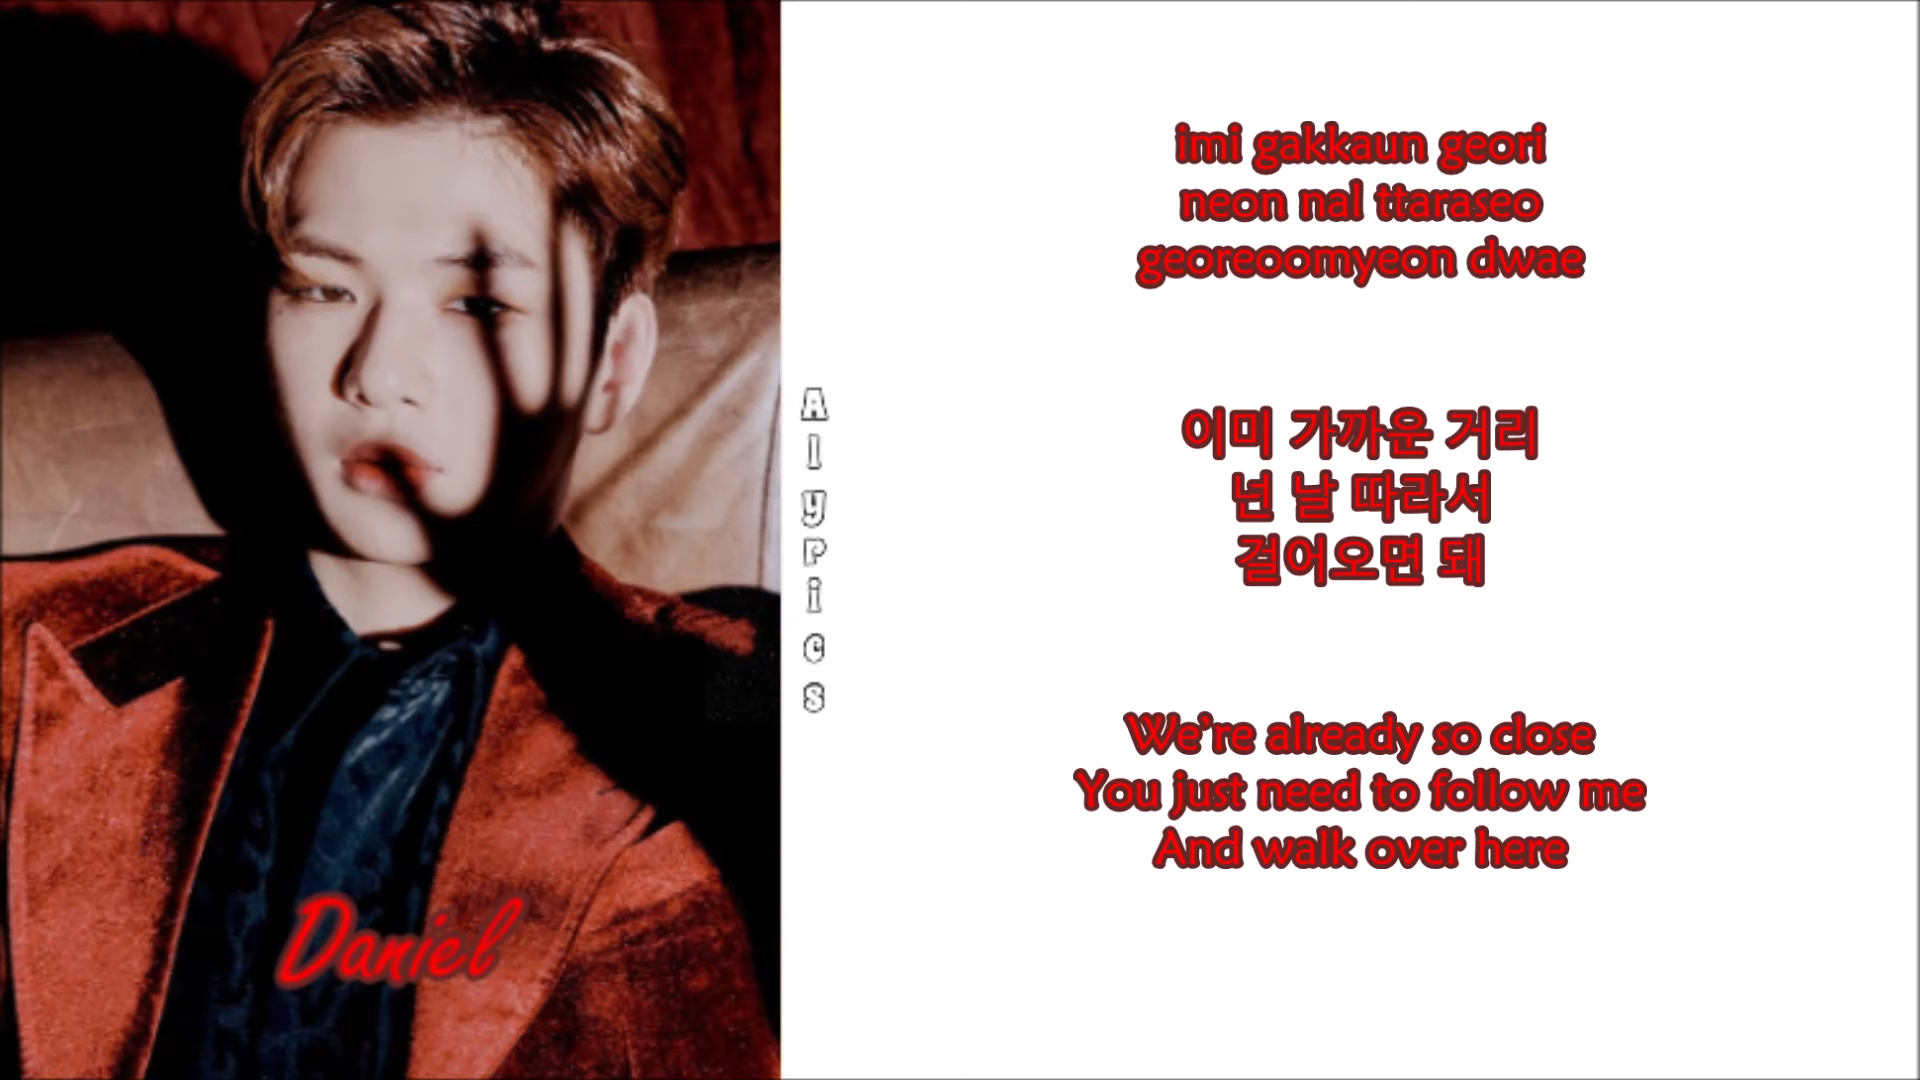 imi gakkaun geori
neon nal ttaraseo
georeoomyeon dwae
이미 가까운 거리
넌 날 따라서
걸어오면 돼
We're already so close
You just need to follow me
And walk over here
Alyrics
Daniel